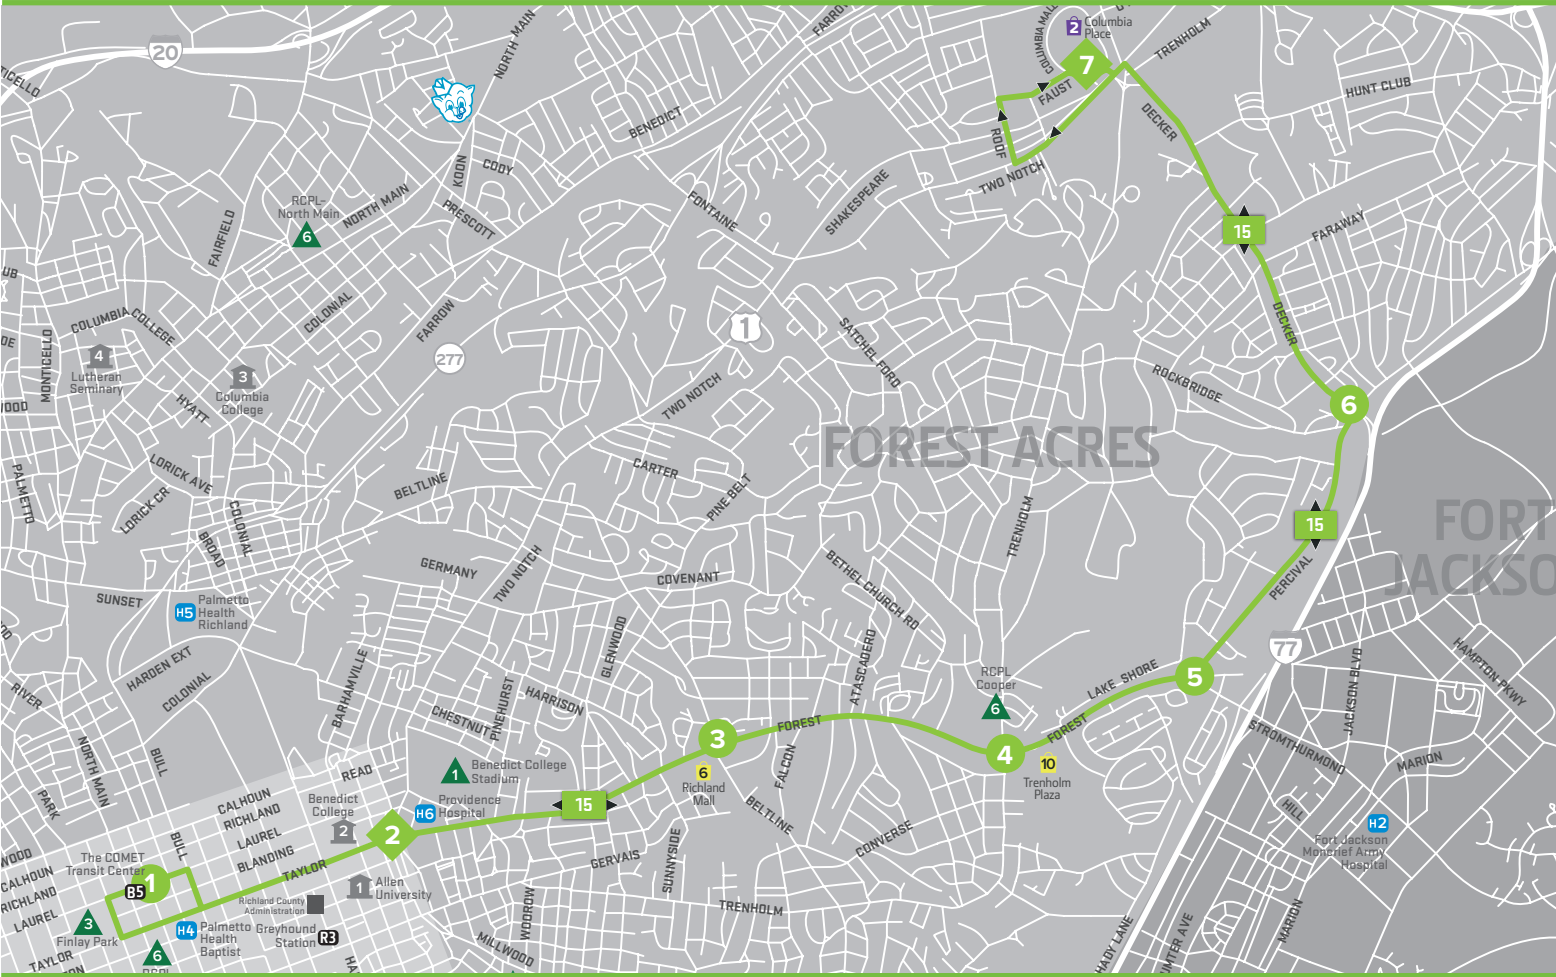 20
NORTH MAIN
FARROW
COLUMBIA MALL
2
Columbia
Place
TRENHOLM
7
FAUST
HUNT CLUB
DECKER
ROOF
TWO NOTCH
BENEDICT
KOON
CODY
PRESCOTT
NORTH MAIN
RCPL–
North Main
6
FAIRFIELD
FONTAINE
SHAKESPEARE
15
FARAWAY
DECKER
COLONIAL
FARROW
COLUMBIA COLLEGE
MONTICELLO
4
Lutheran
Seminary
3
Columbia
College
HYATT
277
1
SATCHEL FORD
TWO NOTCH
ROCKBRIDGE
6
FOREST ACRES
PALMETTO
LORICK AVE
LORICK CR
COLONIAL
BROAD
BELTLINE
CARTER
PINE BELT
TRENHOLM
15
FORT
JACKSO
PERCIVAL
GERMANY
TWO NOTCH
COVENANT
BETHEL CHURCH RD
SUNSET
H5
Palmetto
Health
Richland
HARDEN EXT
COLONIAL
RIVER
BARHAMVILLE
GLENWOOD
PINEHURST
HARRISON
CHESTNUT
ATASCADERO
RCPL
Cooper
6
LAKE SHORE
5
77
JACKSON BLVD
HAMPTON PKWY
STROMTHURMOND
MARION
3
FOREST
4
FOREST
10
Trenholm
Plaza
6
Richland
Mall
FALCON
BELTLINE
CONVERSE
NORTH MAIN
BULL
PARK
READ
1
Benedict College
Stadium
CALHOUN
RICHLAND
LAUREL
BLANDING
TAYLOR
Benedict
College
2
H6
Providence
Hospital
2
15
HILL
H2
Fort Jackson
Moncrief Army
Hospital
BULL
The COMET
Transit Center
1
B5
WOOD
CALHOUN
RICHLAND
LAUREL
3
Finlay Park
TAYLOR
6
H4
Palmetto
Health
Baptist
Richland County
Administration
Greyhound
Station
R3
1
Allen
University
GERVAIS
SUNNYSIDE
WOODROW
TRENHOLM
MILLWOOD
HADY LANE
UMTER AVE
MARION